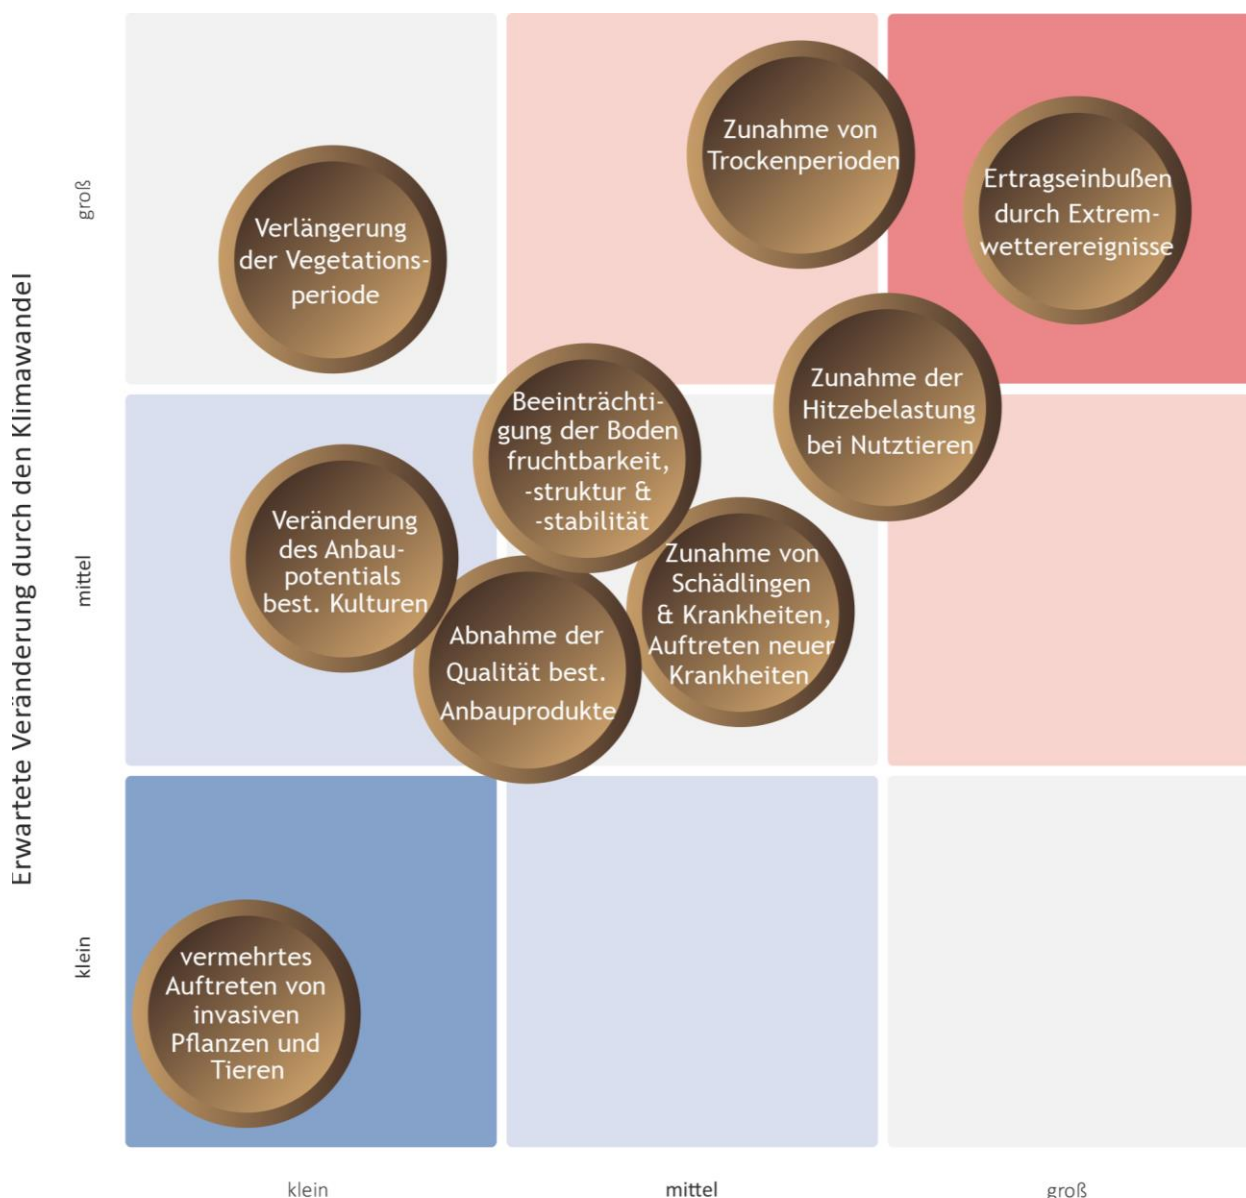 Zunahme von
Trockenperioden
Ertragseinbußen
durch Extrem-
wetterereignisse
groß
Verlängerung
der Vegetations-
periode
Zunahme der
Hitzebelastung
bei Nutztieren
Beeinträchti-
gung der Boden
fruchtbarkeit,
-struktur &
-stabilität
Erwartete Veränderung durch den Klimawandel
mittel
Veränderung
des Anbau-
potentials
best. Kulturen
Zunahme von
Schädlingen
& Krankheiten,
Auftreten neuer
Krankheiten
Abnahme der
Qualität best.
Anbauprodukte
klein
vermehrtes
Auftreten von
invasiven
Pflanzen und
Tieren
klein
mittel
groß